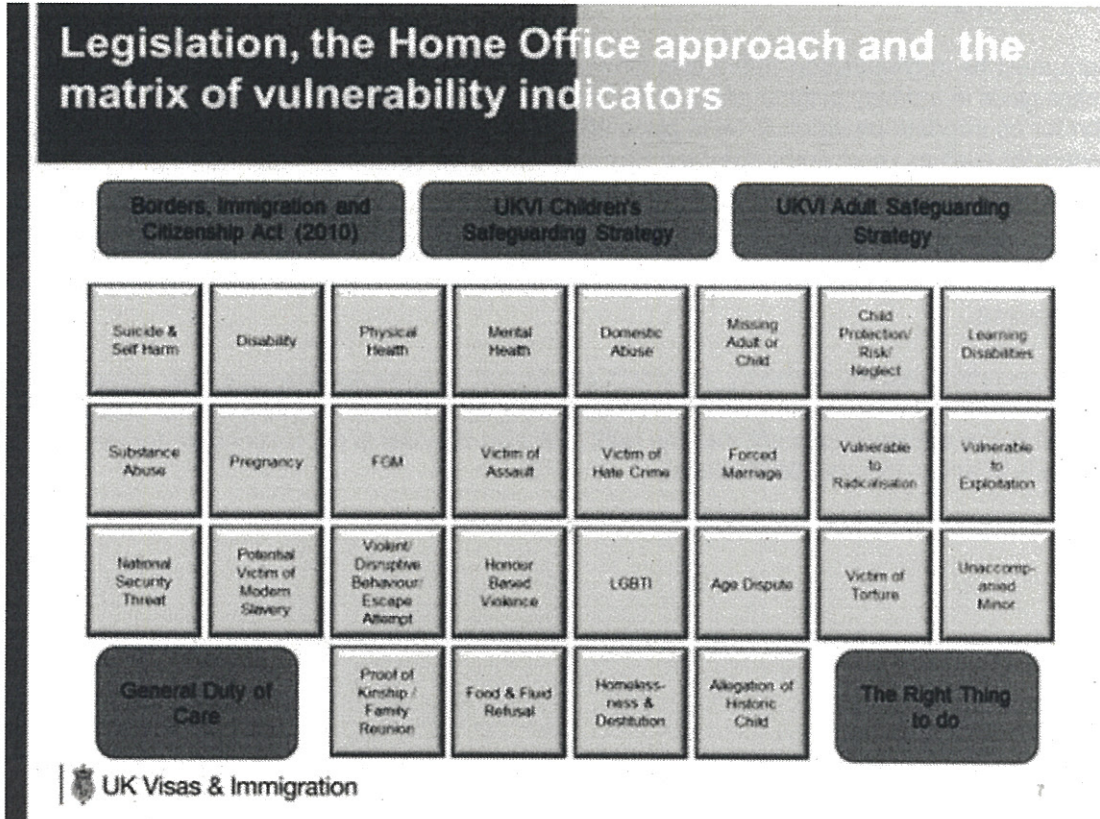 Legislation, the Home Office approach and the
matrix of vulnerability indicators
Borders, Immigration and
Citizenship Act (2010)
UKVI Children's
Safeguarding Strategy
UKVI Adult Safeguarding
Strategy
Suicide &
Self Harm
Disability
Physical
Health
Mental
Health
Domestic
Abuse
Missing
Adult or
Child
Child
Protection/
Risk/
Neglect
Learning
Disabilities
Substance
Abuse
Pregnancy
FGM
Victim of
Assault
Victim of
Hate Crime
Forced
Marriage
Vulnerable
to
Radicalisation
Vulnerable
to
Exploitation
National
Security
Threat
Potential
Victim of
Modern
Slavery
Violent/
Disruptive
Behaviour/
Escape
Attempt
Honour
Based
Violence
LGBTI
Age Dispute
Victim of
Torture
Unaccomp-
anied
Minor
General Duty of
Care
Proof of
Kinship /
Family
Reunion
Food & Fluid
Refusal
Homeless-
ness &
Destitution
Allegation of
Historic
Child
The Right Thing
to do
UK Visas & Immigration
7